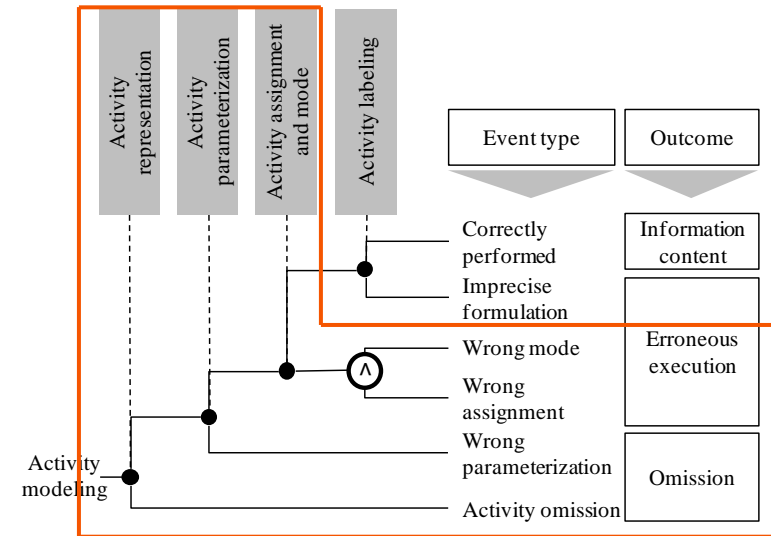 Activity
representation
Activity
parameterization
Activity assignment
and mode
Activity labeling
Event type
Outcome
Correctly
performed
Information
content
Imprecise
formulation
Wrong mode
Erroneous
execution
^
Wrong
assignment
Wrong
parameterization
Omission
Activity
modeling
Activity omission